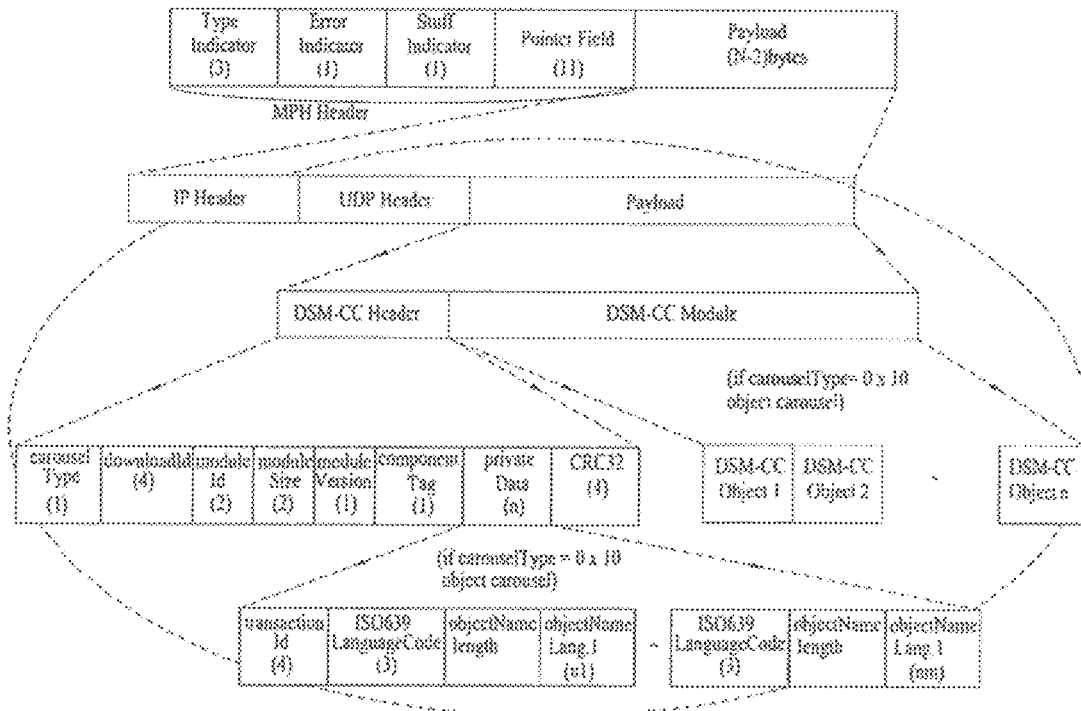 Type
Indicator
(3)
Error
Indicator
(1)
Stuff
Indicator
(1)
Pointer Field
(11)
Payload
(N-2)bytes
MPH Header
IP Header
UDP Header
Payload
DSM-CC Header
DSM-CC Module
(if carouselType= 0 x 10
object carousel)
carousel
Type
(1)
downloadId
(4)
module
Id
(2)
module
Size
(2)
module
Version
(1)
component
Tag
(1)
private
Data
(n)
CRC32
(4)
DSM-CC
Object 1
DSM-CC
Object 2
DSM-CC
Object n
(if carouselType = 0 x 10
object carousel)
transaction
Id
(4)
ISO639
LanguageCode
(3)
objectName
length
objectName
Lang.1
(n1)
ISO639
LanguageCode
(3)
objectName
length
objectName
Lang.1
(nm)